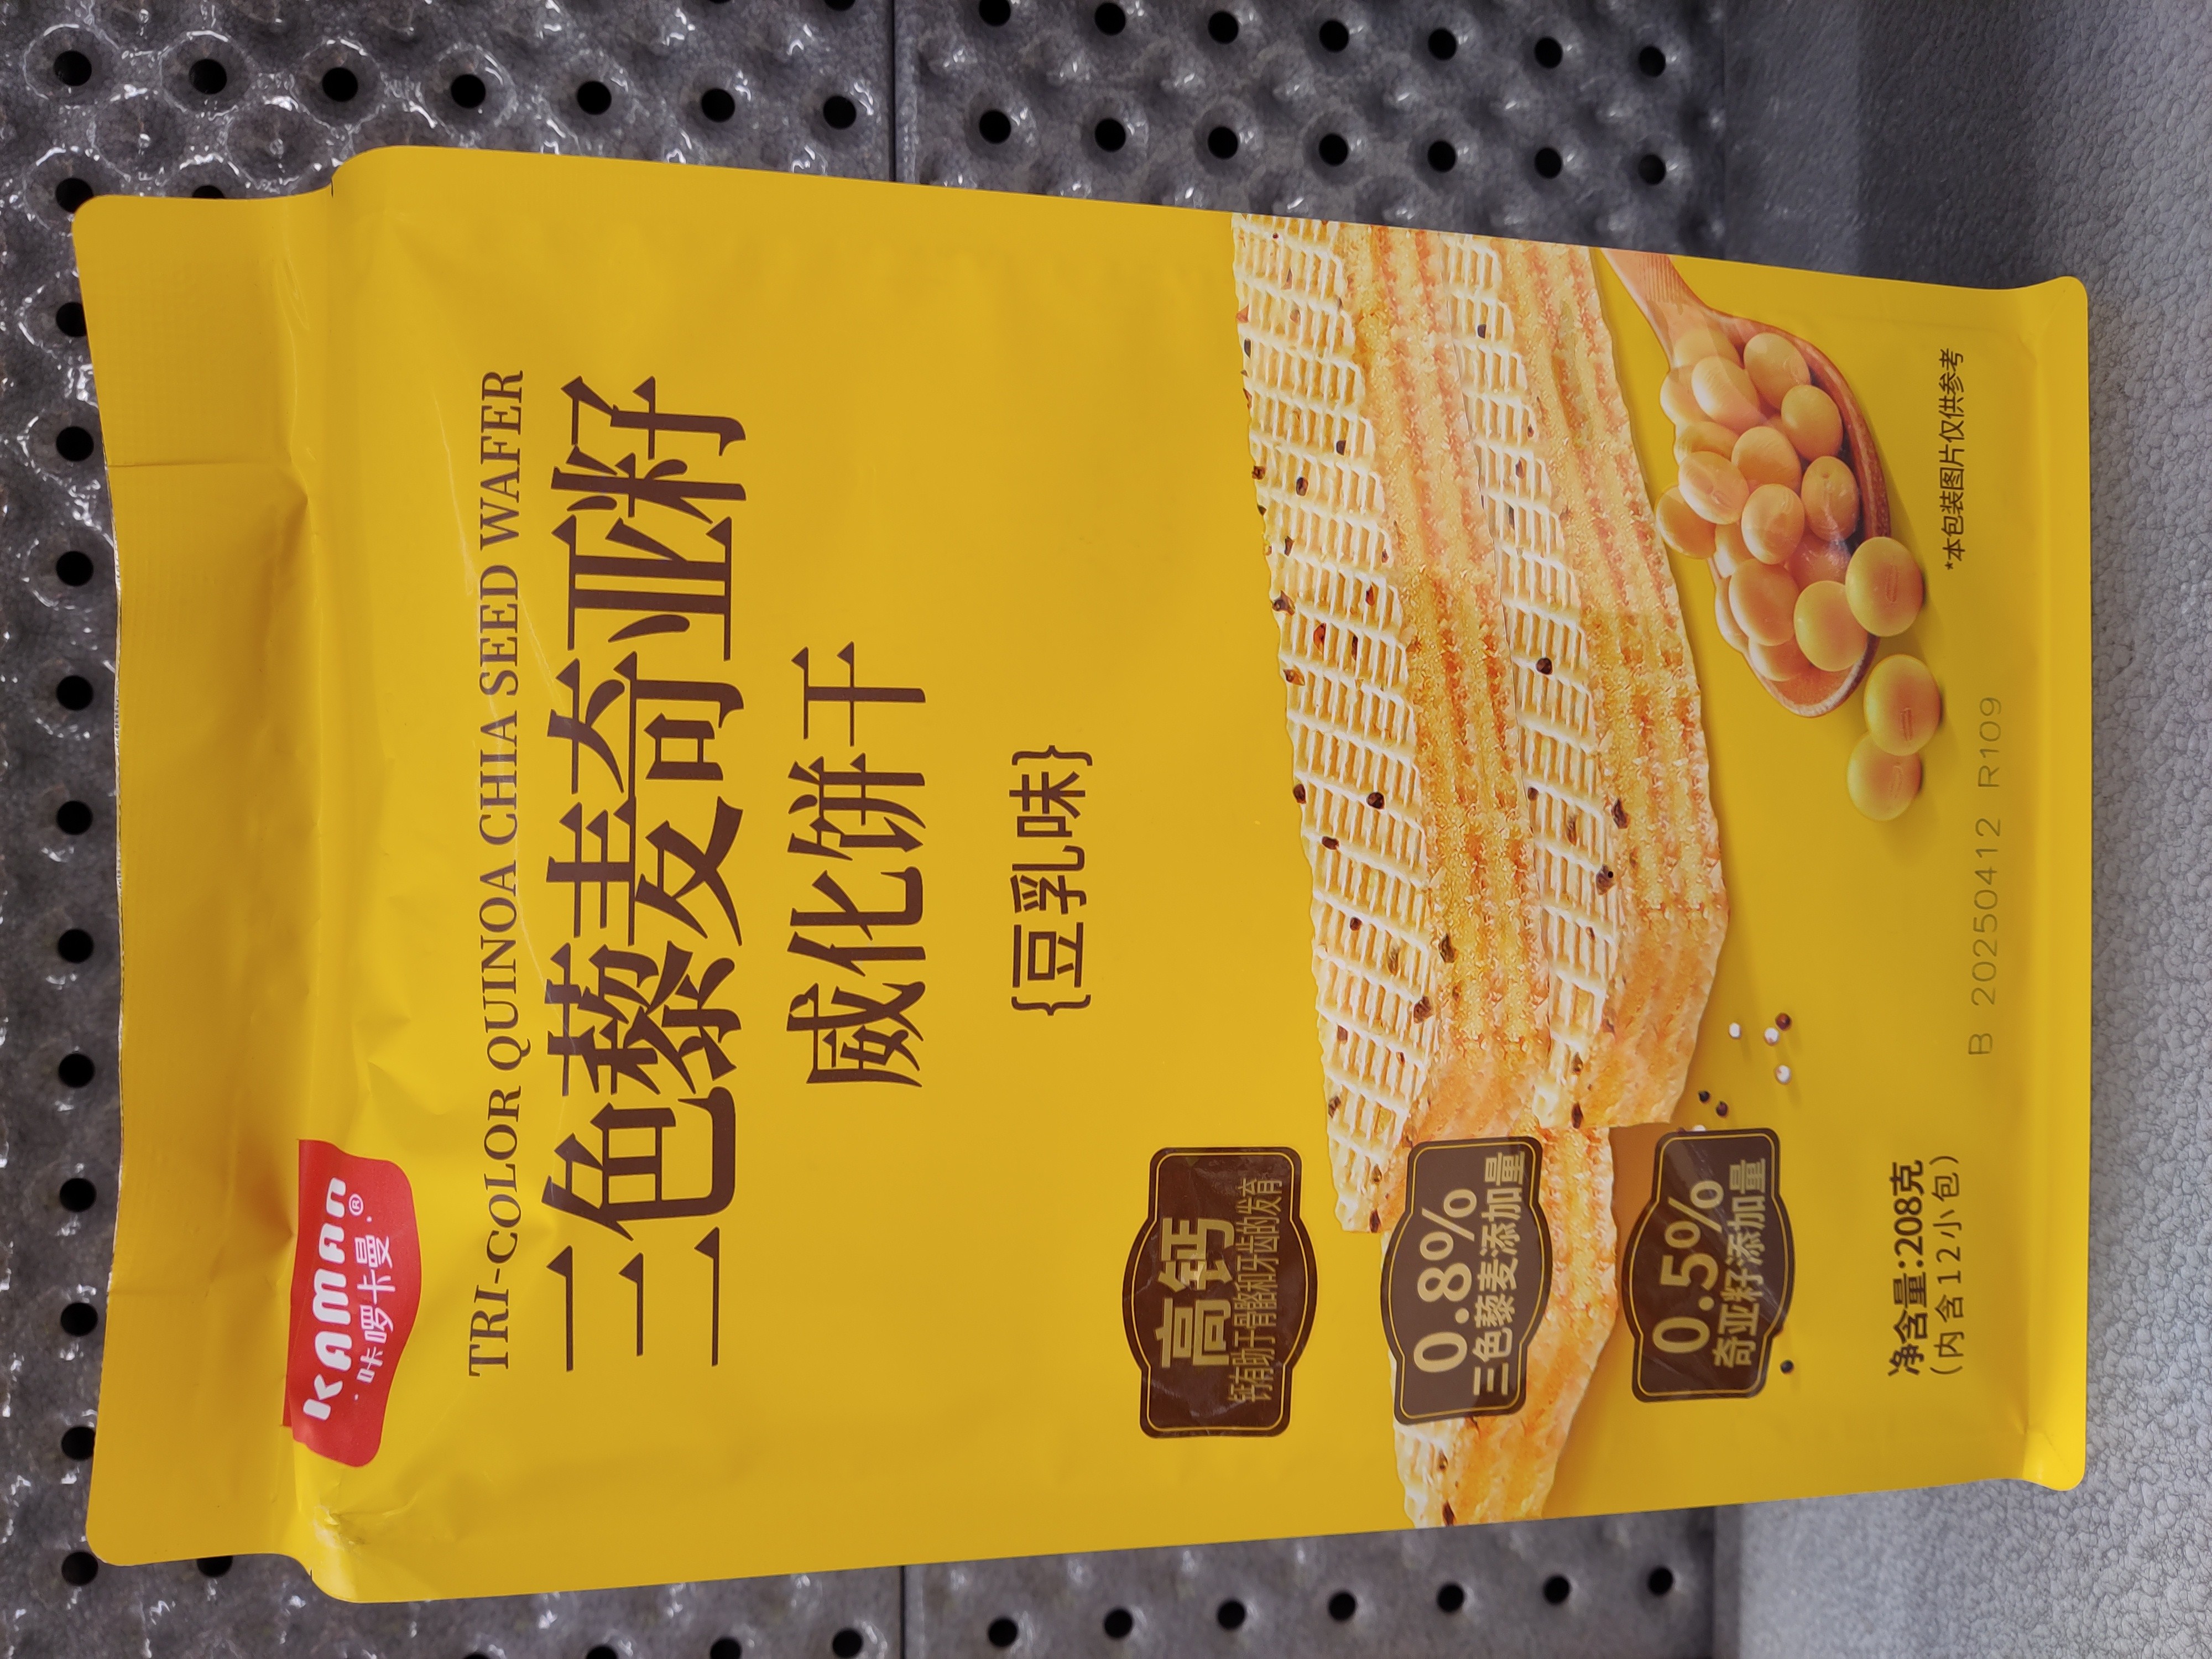 KAMAN®
·咔啰卡曼·
TRI-COLOR QUINOA CHIA SEED WAFER
三色藜麦奇亚籽
威化饼干
{豆乳味}
高钙
钙有助于骨骼和牙齿的发育
0.8%
三色藜麦添加量
0.5%
奇亚籽添加量
净含量:208克
(内含12小包)
*本包装图片仅供参考
B 20250412 R109